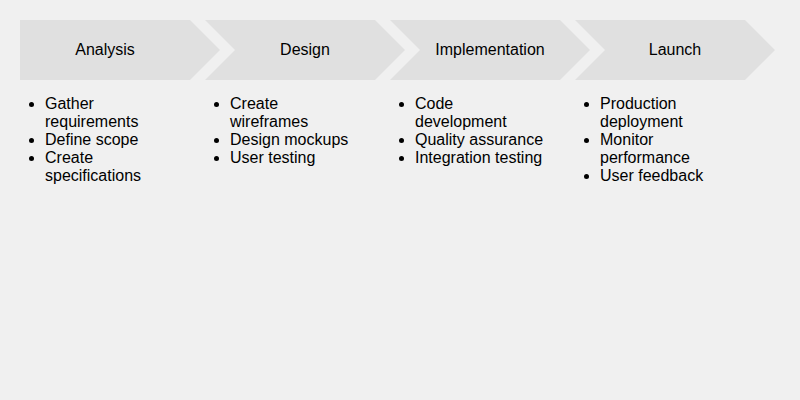 Analysis
Design
Implementation
Launch
• Gather
requirements
• Define scope
• Create
specifications
• Create
wireframes
• Design mockups
• User testing
• Code
development
• Quality assurance
• Integration testing
• Production
deployment
• Monitor
performance
• User feedback